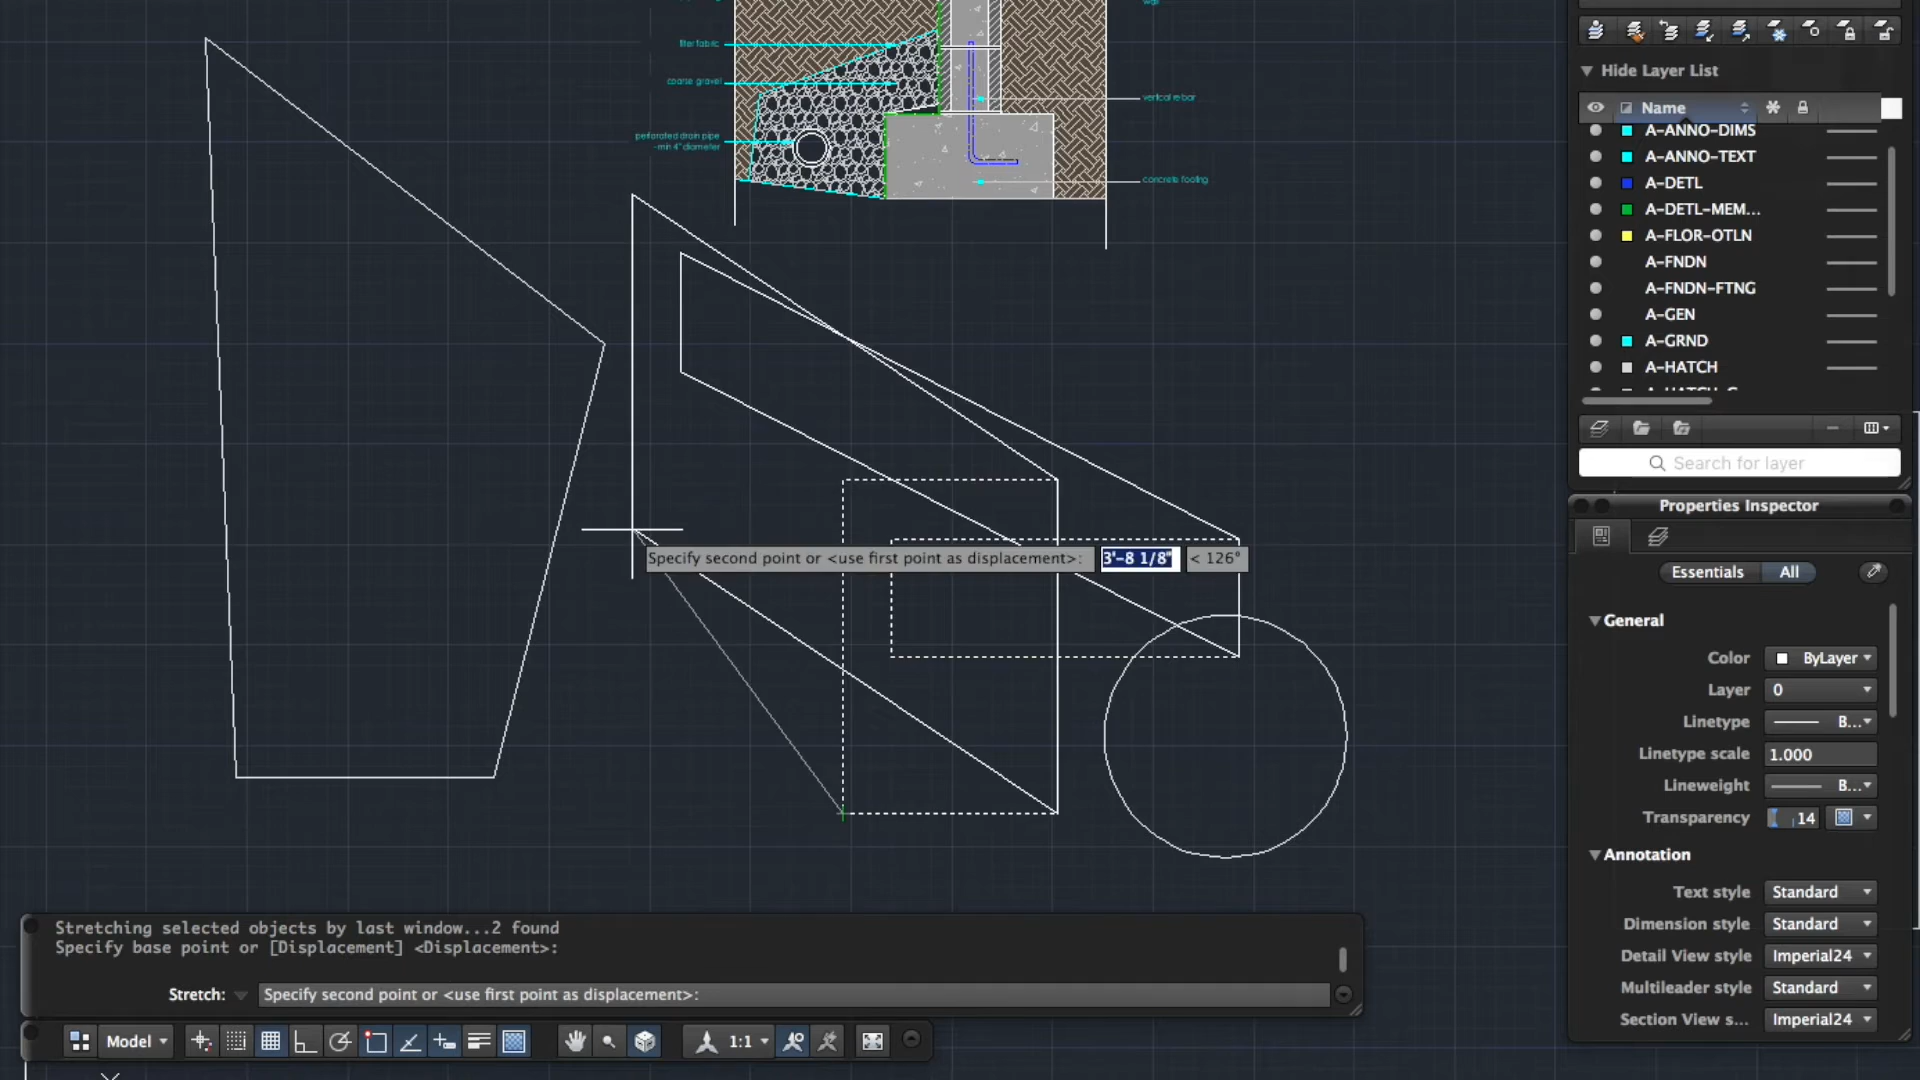 filter fabric
coarse gravel
perforated drain pipe
-min 4" diameter
wall
vertical rebar
concrete footing
Hide Layer List
Name
A-ANNO-DIMS
A-ANNO-TEXT
A-DETL
A-DETL-MEM...
A-FLOR-OTLN
A-FNDN
A-FNDN-FTNG
A-GEN
A-GRND
A-HATCH
Search for layer
Properties Inspector
Essentials All
General
Color ByLayer
Layer 0
Linetype B...
Linetype scale 1.000
Lineweight B...
Transparency 14
Annotation
Text style Standard
Dimension style Standard
Detail View style Imperial24
Multileader style Standard
Section View s... Imperial24
Specify second point or <use first point as displacement>: 3'-8 1/8" < 126°
Stretching selected objects by last window...2 found
Specify base point or [Displacement] <Displacement>:
Stretch: Specify second point or <use first point as displacement>:
Model 1:1